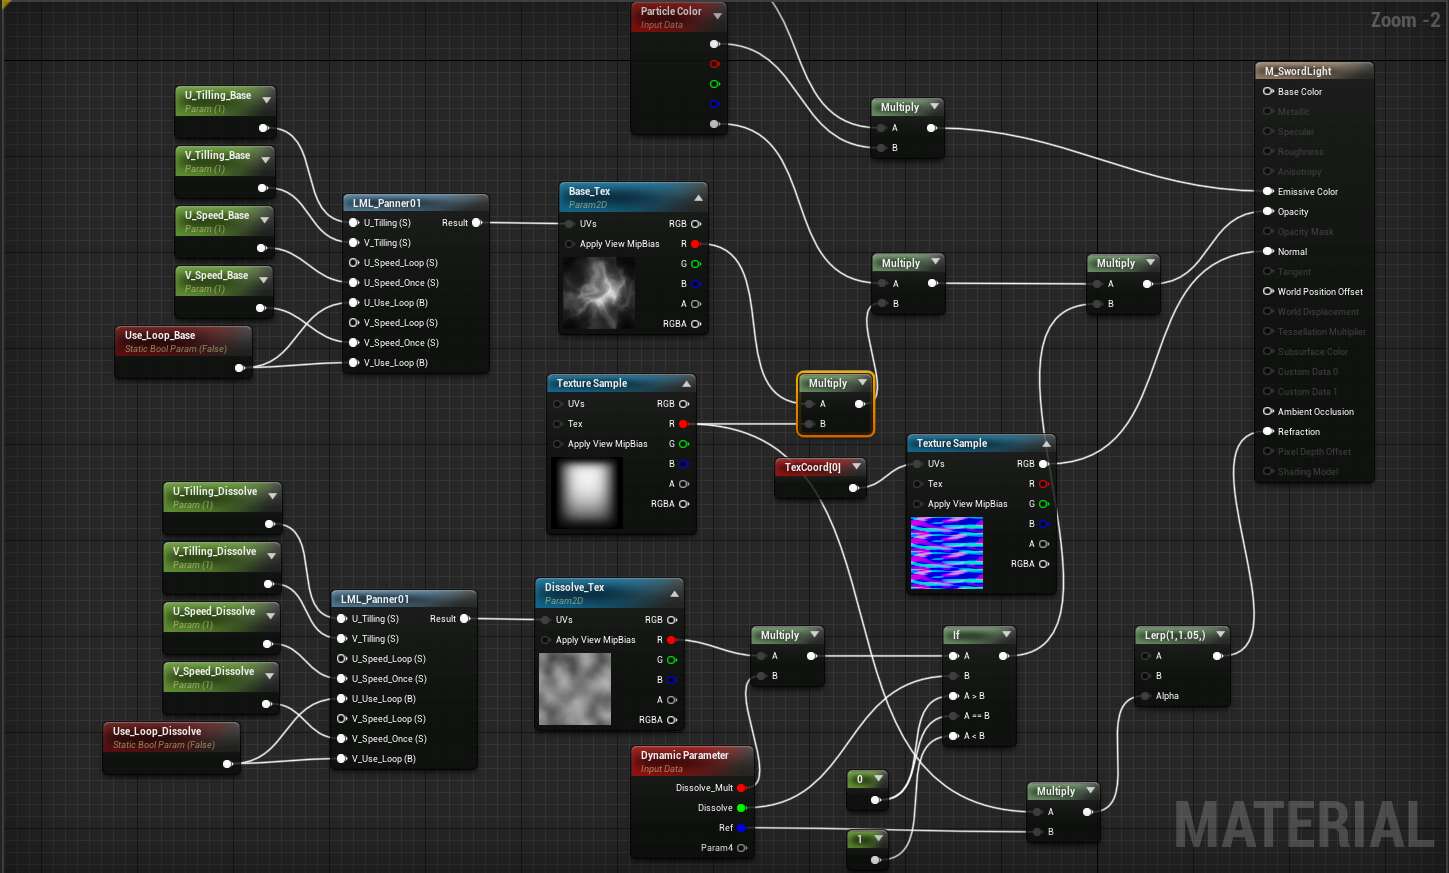 Zoom -2
Particle Color
Input Data
M_SwordLight
Base Color
Metallic
Specular
Roughness
Anisotropy
Emissive Color
Opacity
Opacity Mask
Normal
Tangent
World Position Offset
World Displacement
Tessellation Multiplier
Subsurface Color
Custom Data 0
Custom Data 1
Ambient Occlusion
Refraction
Pixel Depth Offset
Shading Model
U_Tilling_Base
Param (1)
V_Tilling_Base
Param (1)
U_Speed_Base
Param (1)
V_Speed_Base
Param (1)
Use_Loop_Base
Static Bool Param (False)
LML_Panner01
U_Tilling (S) Result
V_Tilling (S)
U_Speed_Loop (S)
U_Speed_Once (S)
U_Use_Loop (B)
V_Speed_Loop (S)
V_Speed_Once (S)
V_Use_Loop (B)
Base_Tex
Param2D
UVs RGB
Apply View MipBias R
G
B
A
RGBA
Multiply
A
B
Multiply
A
B
Multiply
A
B
Multiply
A
B
Texture Sample
UVs RGB
Tex R
Apply View MipBias G
B
A
RGBA
TexCoord[0]
Texture Sample
UVs RGB
Tex R
Apply View MipBias G
B
A
RGBA
U_Tilling_Dissolve
Param (1)
V_Tilling_Dissolve
Param (1)
U_Speed_Dissolve
Param (1)
V_Speed_Dissolve
Param (1)
Use_Loop_Dissolve
Static Bool Param (False)
LML_Panner01
U_Tilling (S) Result
V_Tilling (S)
U_Speed_Loop (S)
U_Speed_Once (S)
U_Use_Loop (B)
V_Speed_Loop (S)
V_Speed_Once (S)
V_Use_Loop (B)
Dissolve_Tex
Param2D
UVs RGB
Apply View MipBias R
G
B
A
RGBA
Multiply
A
B
If
A
B
A > B
A == B
A < B
Lerp(1,1.05,)
A
B
Alpha
Dynamic Parameter
Input Data
Dissolve_Mult
Dissolve
Ref
Param4
0
1
Multiply
A
B
MATERIAL